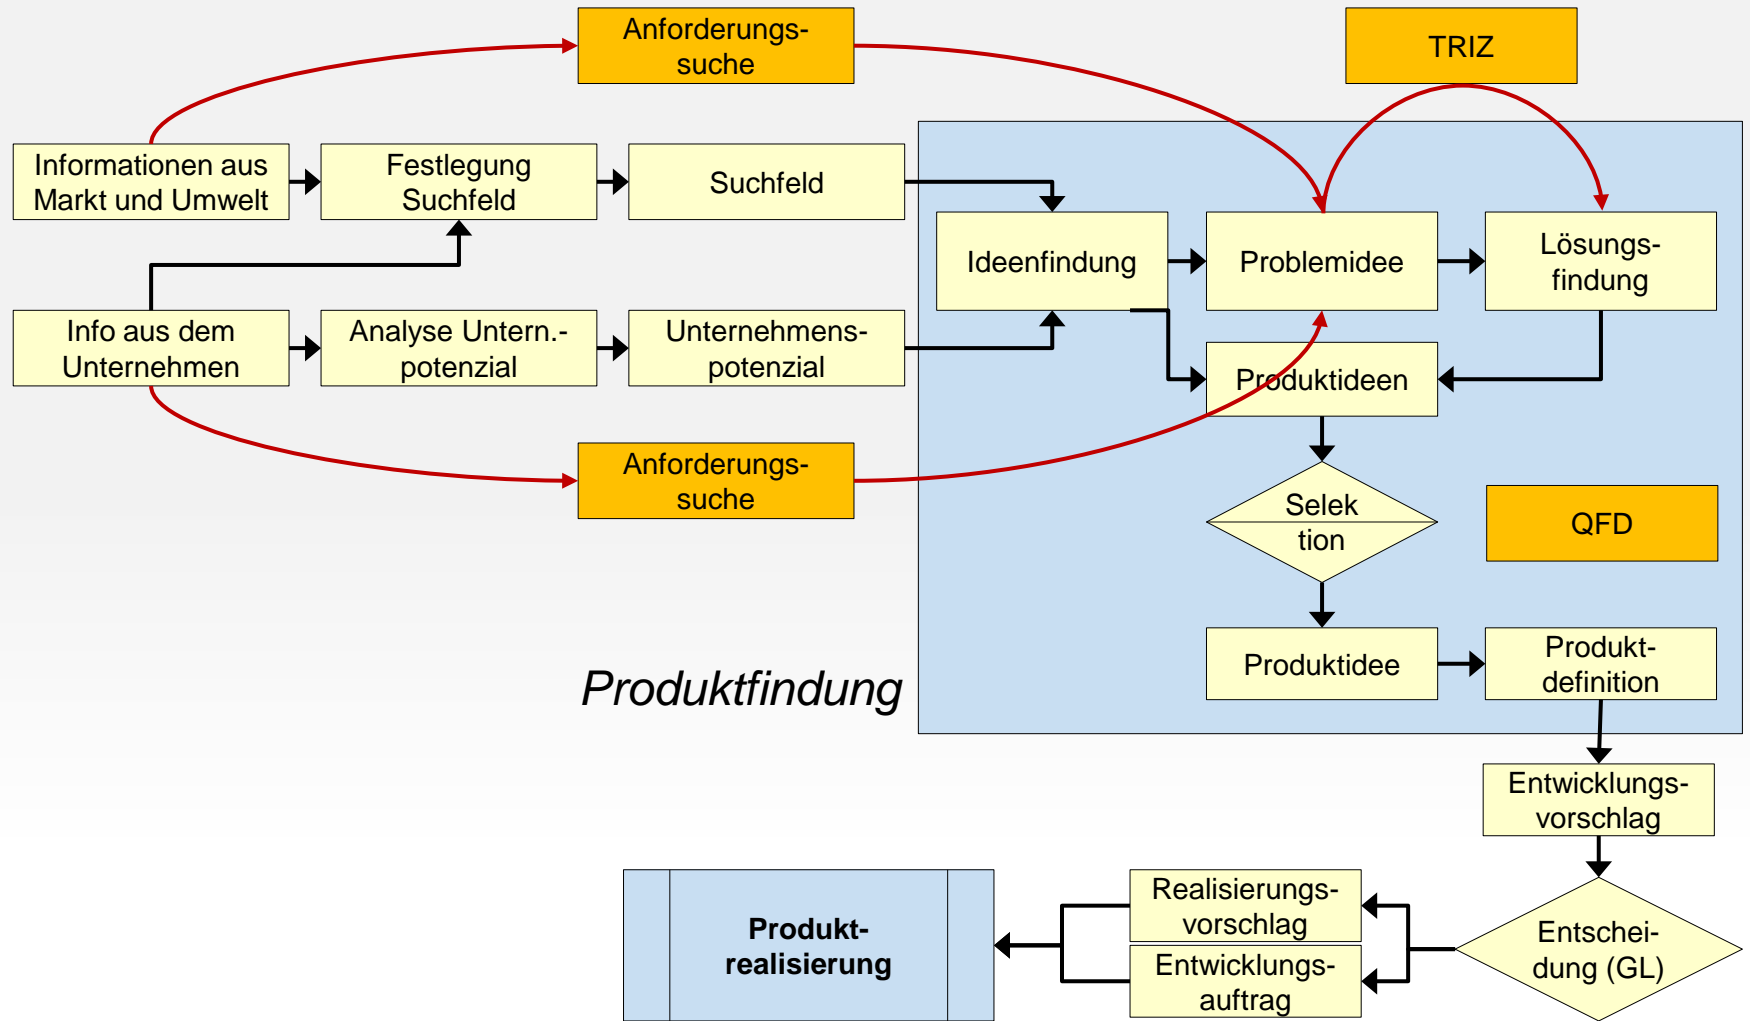 Anforderungs-
suche
TRIZ
Informationen aus
Markt und Umwelt
Festlegung
Suchfeld
Suchfeld
Ideenfindung
Problemidee
Lösungs-
findung
Info aus dem
Unternehmen
Analyse Untern.-
potenzial
Unternehmens-
potenzial
Produktideen
Anforderungs-
suche
Selek
tion
QFD
Produktfindung
Produktidee
Produkt-
definition
Entwicklungs-
vorschlag
Produkt-
realisierung
Realisierungs-
vorschlag
Entwicklungs-
auftrag
Entschei-
dung (GL)